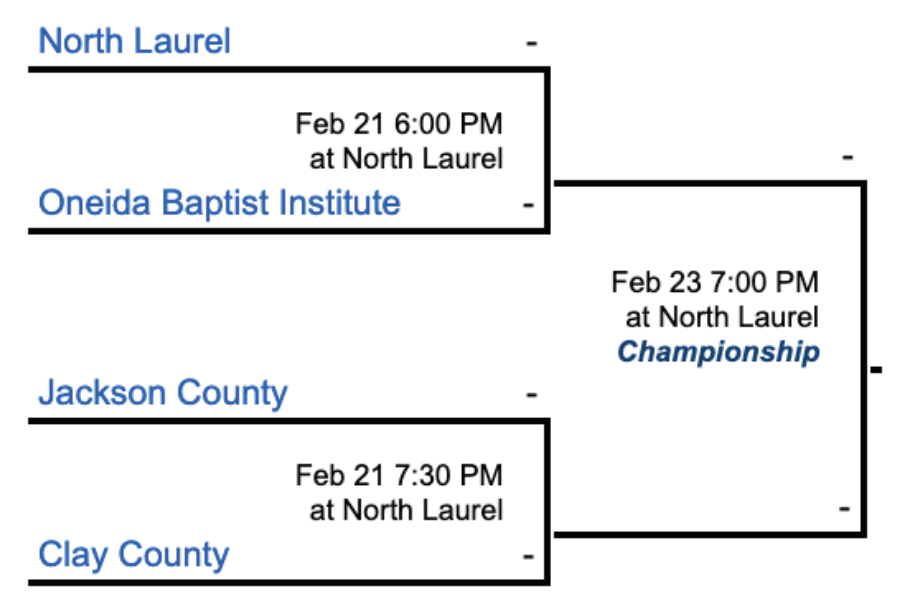 North Laurel -
Feb 21 6:00 PM
at North Laurel
-
Oneida Baptist Institute -
Feb 23 7:00 PM
at North Laurel
Championship
-
Jackson County -
Feb 21 7:30 PM
at North Laurel
-
Clay County -